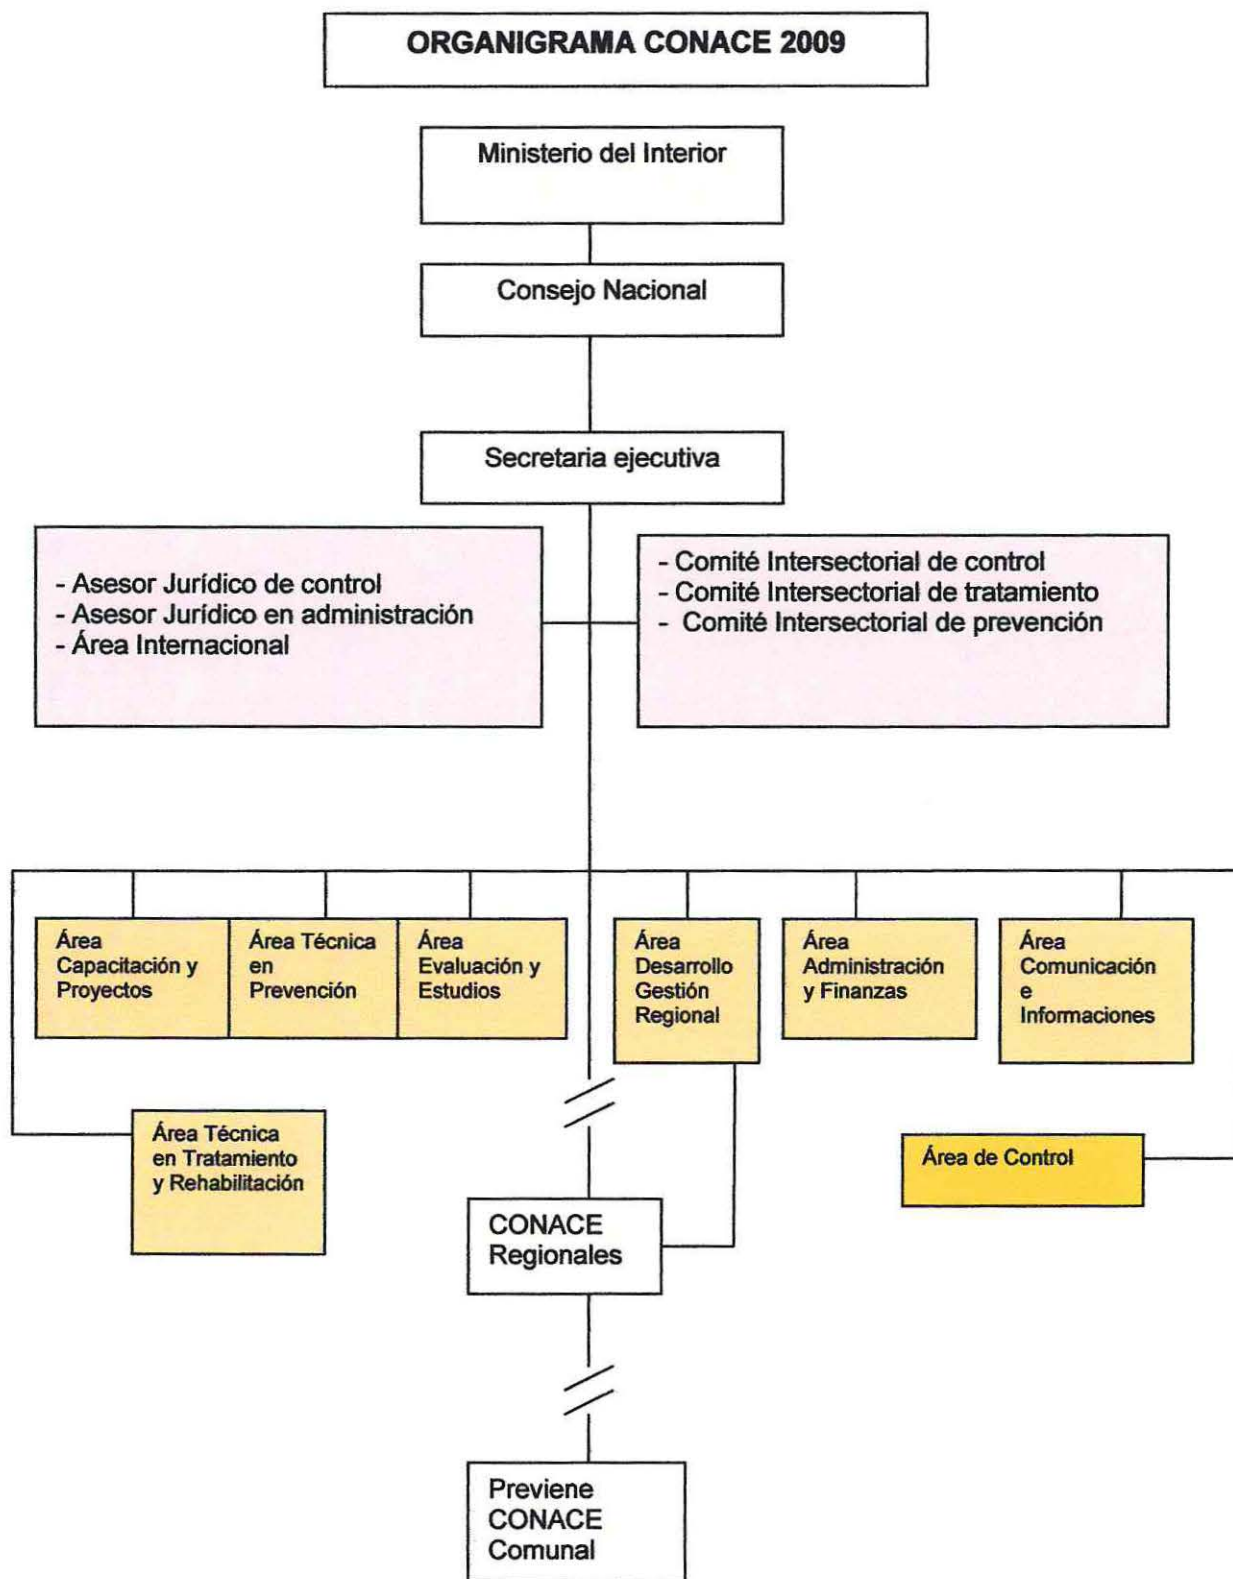 ORGANIGRAMA CONACE 2009
Ministerio del Interior
Consejo Nacional
Secretaria ejecutiva
- Asesor Jurídico de control
- Asesor Jurídico en administración
- Área Internacional
- Comité Intersectorial de control
- Comité Intersectorial de tratamiento
- Comité Intersectorial de prevención
Área
Capacitación y
Proyectos
Área Técnica
en
Prevención
Área
Evaluación y
Estudios
Área
Desarrollo
Gestión
Regional
Área
Administración
y Finanzas
Área
Comunicación
e
Informaciones
Área Técnica
en Tratamiento
y Rehabilitación
Área de Control
CONACE
Regionales
Previene
CONACE
Comunal